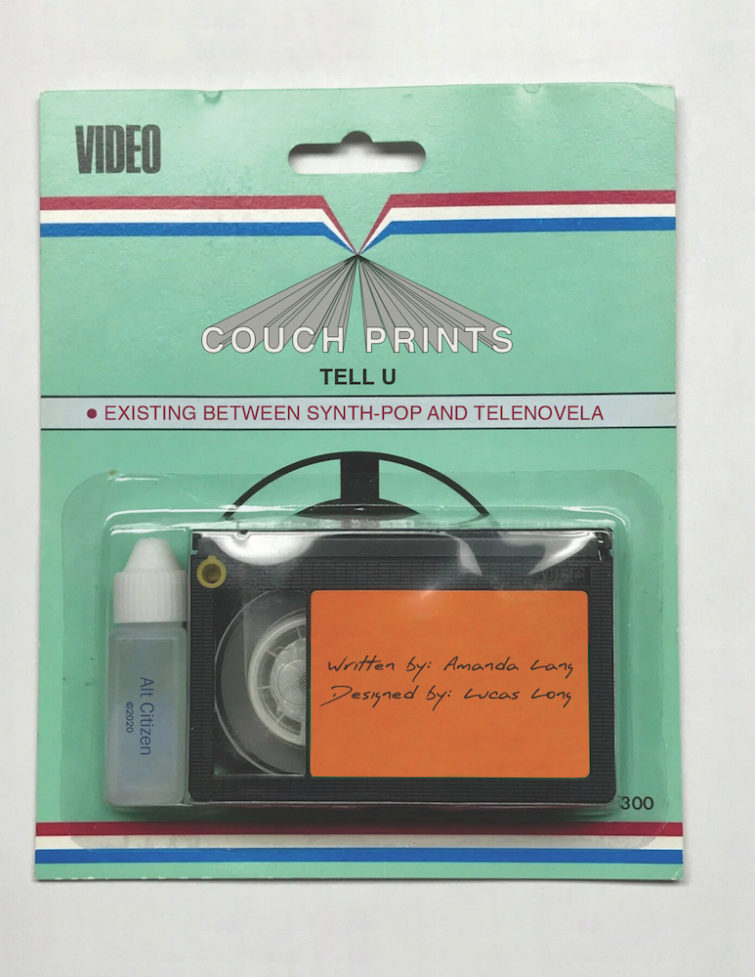 VIDEO
COUCH PRINTS
TELL U
• EXISTING BETWEEN SYNTH-POP AND TELENOVELA
Alt Citizen
©2020
Written by: Amanda Lang
Designed by: Lucas Long
300